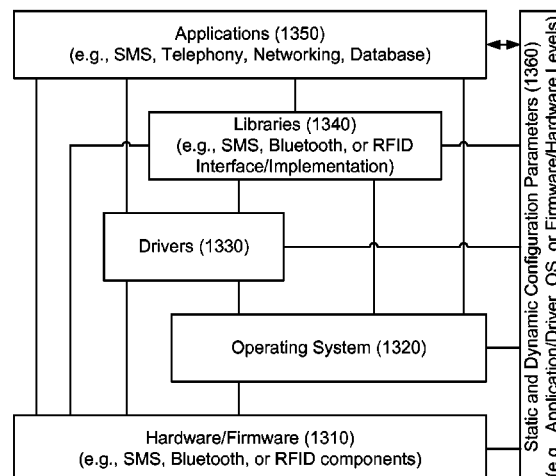 Applications (1350)
(e.g., SMS, Telephony, Networking, Database)
Libraries (1340)
(e.g., SMS, Bluetooth, or RFID
Interface/Implementation)
Drivers (1330)
Operating System (1320)
Hardware/Firmware (1310)
(e.g., SMS, Bluetooth, or RFID components)
Static and Dynamic Configuration Parameters (1360)
(e.g., Application/Driver, OS, or Firmware/Hardware Levels)